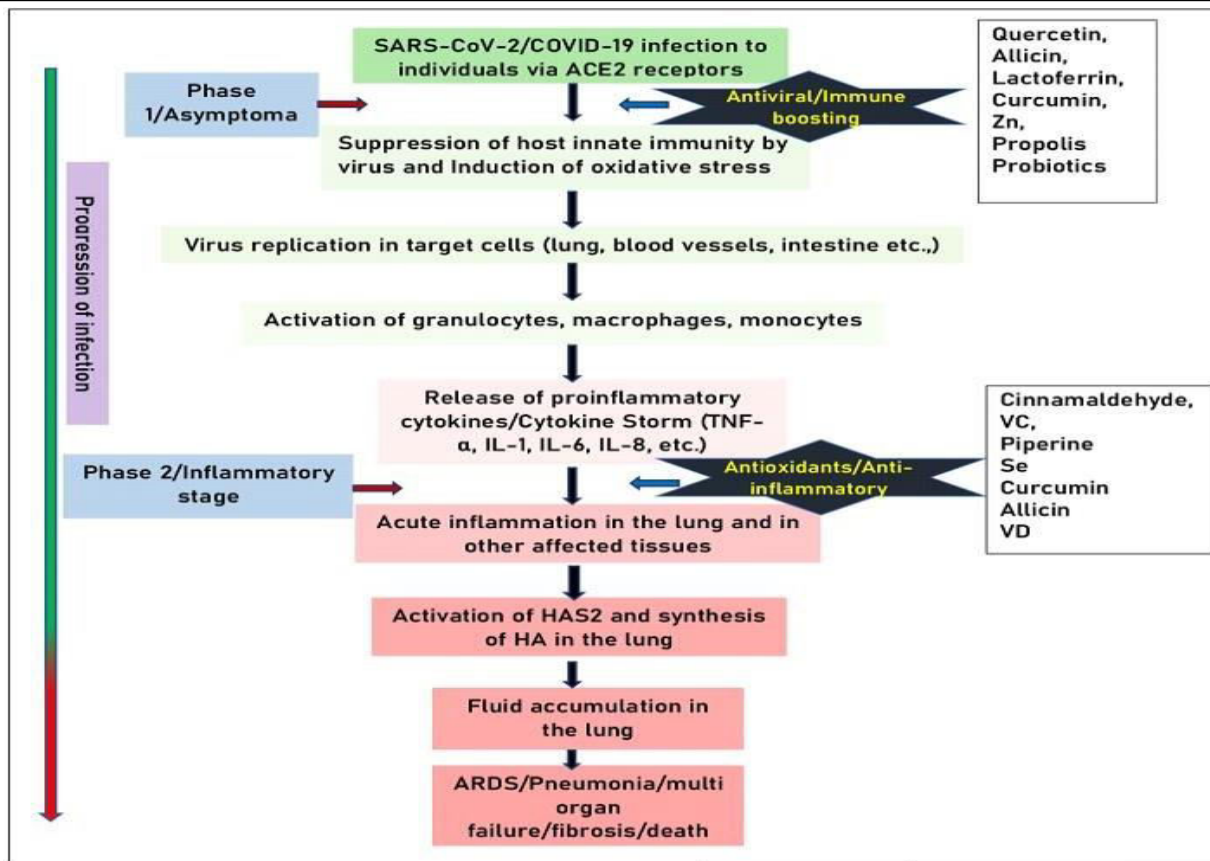 SARS-CoV-2/COVID-19 infection to
individuals via ACE2 receptors
Quercetin,
Allicin,
Lactoferrin,
Curcumin,
Zn,
Propolis
Probiotics
Phase
1/Asymptoma
Antiviral/Immune
boosting
Suppression of host innate immunity by
virus and Induction of oxidative stress
Progression of infection
Virus replication in target cells (lung, blood vessels, intestine etc.,)
Activation of granulocytes, macrophages, monocytes
Release of proinflammatory
cytokines/Cytokine Storm (TNF-
α, IL-1, IL-6, IL-8, etc.)
Cinnamaldehyde,
VC,
Piperine
Se
Curcumin
Allicin
VD
Phase 2/Inflammatory
stage
Antioxidants/Anti-
inflammatory
Acute inflammation in the lung and in
other affected tissues
Activation of HAS2 and synthesis
of HA in the lung
Fluid accumulation in
the lung
ARDS/Pneumonia/multi
organ
failure/fibrosis/death